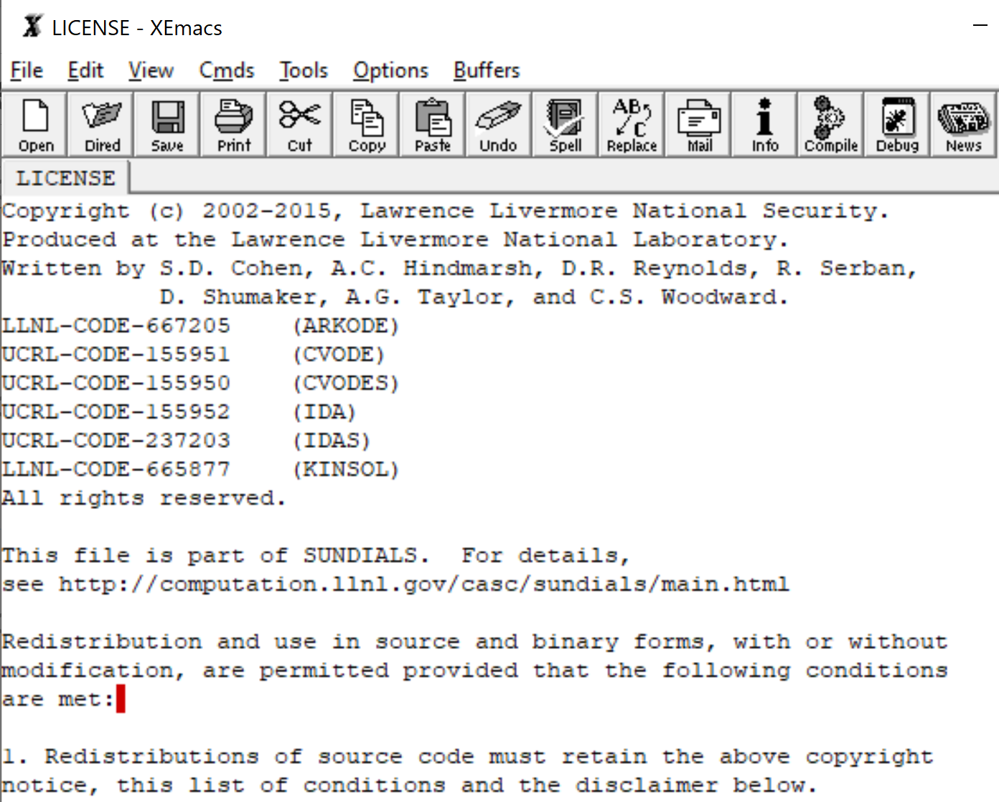 LICENSE - XEmacs
File Edit View Cmds Tools Options Buffers
Open Dired Save Print Cut Copy Paste Undo Spell Replace Mail Info Compile Debug News
LICENSE
Copyright (c) 2002-2015, Lawrence Livermore National Security.
Produced at the Lawrence Livermore National Laboratory.
Written by S.D. Cohen, A.C. Hindmarsh, D.R. Reynolds, R. Serban,
           D. Shumaker, A.G. Taylor, and C.S. Woodward.
LLNL-CODE-667205    (ARKODE)
UCRL-CODE-155951    (CVODE)
UCRL-CODE-155950    (CVODES)
UCRL-CODE-155952    (IDA)
UCRL-CODE-237203    (IDAS)
LLNL-CODE-665877    (KINSOL)
All rights reserved.
This file is part of SUNDIALS.  For details,
see http://computation.llnl.gov/casc/sundials/main.html
Redistribution and use in source and binary forms, with or without
modification, are permitted provided that the following conditions
are met:
1. Redistributions of source code must retain the above copyright
notice, this list of conditions and the disclaimer below.